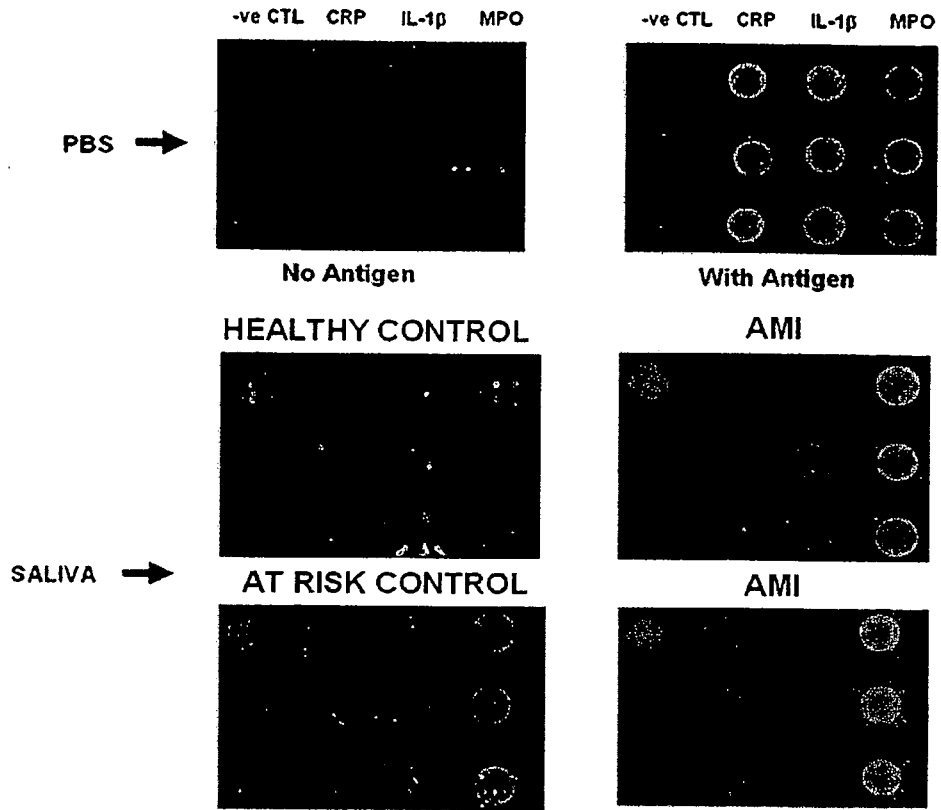 -ve CTL CRP IL-1β MPO
-ve CTL CRP IL-1β MPO
PBS
No Antigen
With Antigen
HEALTHY CONTROL
AMI
SALIVA
AT RISK CONTROL
AMI